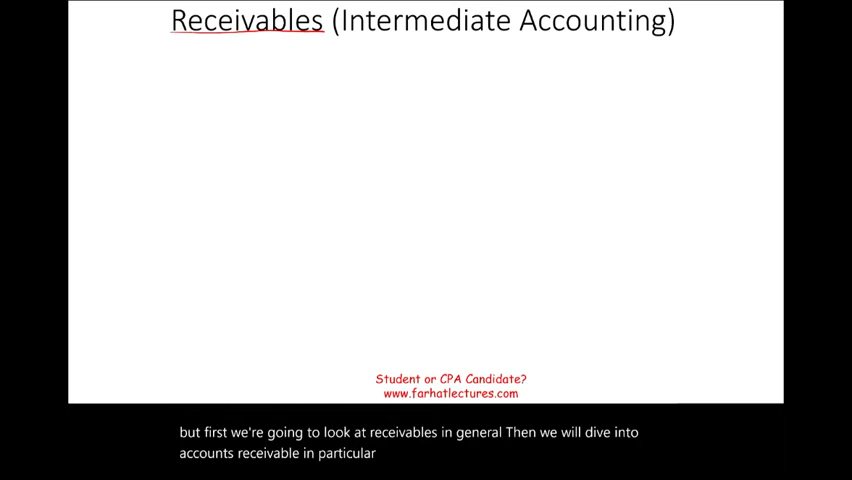 Receivables (Intermediate Accounting)
Student or CPA Candidate?
www.farhatlectures.com
but first we're going to look at receivables in general Then we will dive into
accounts receivable in particular